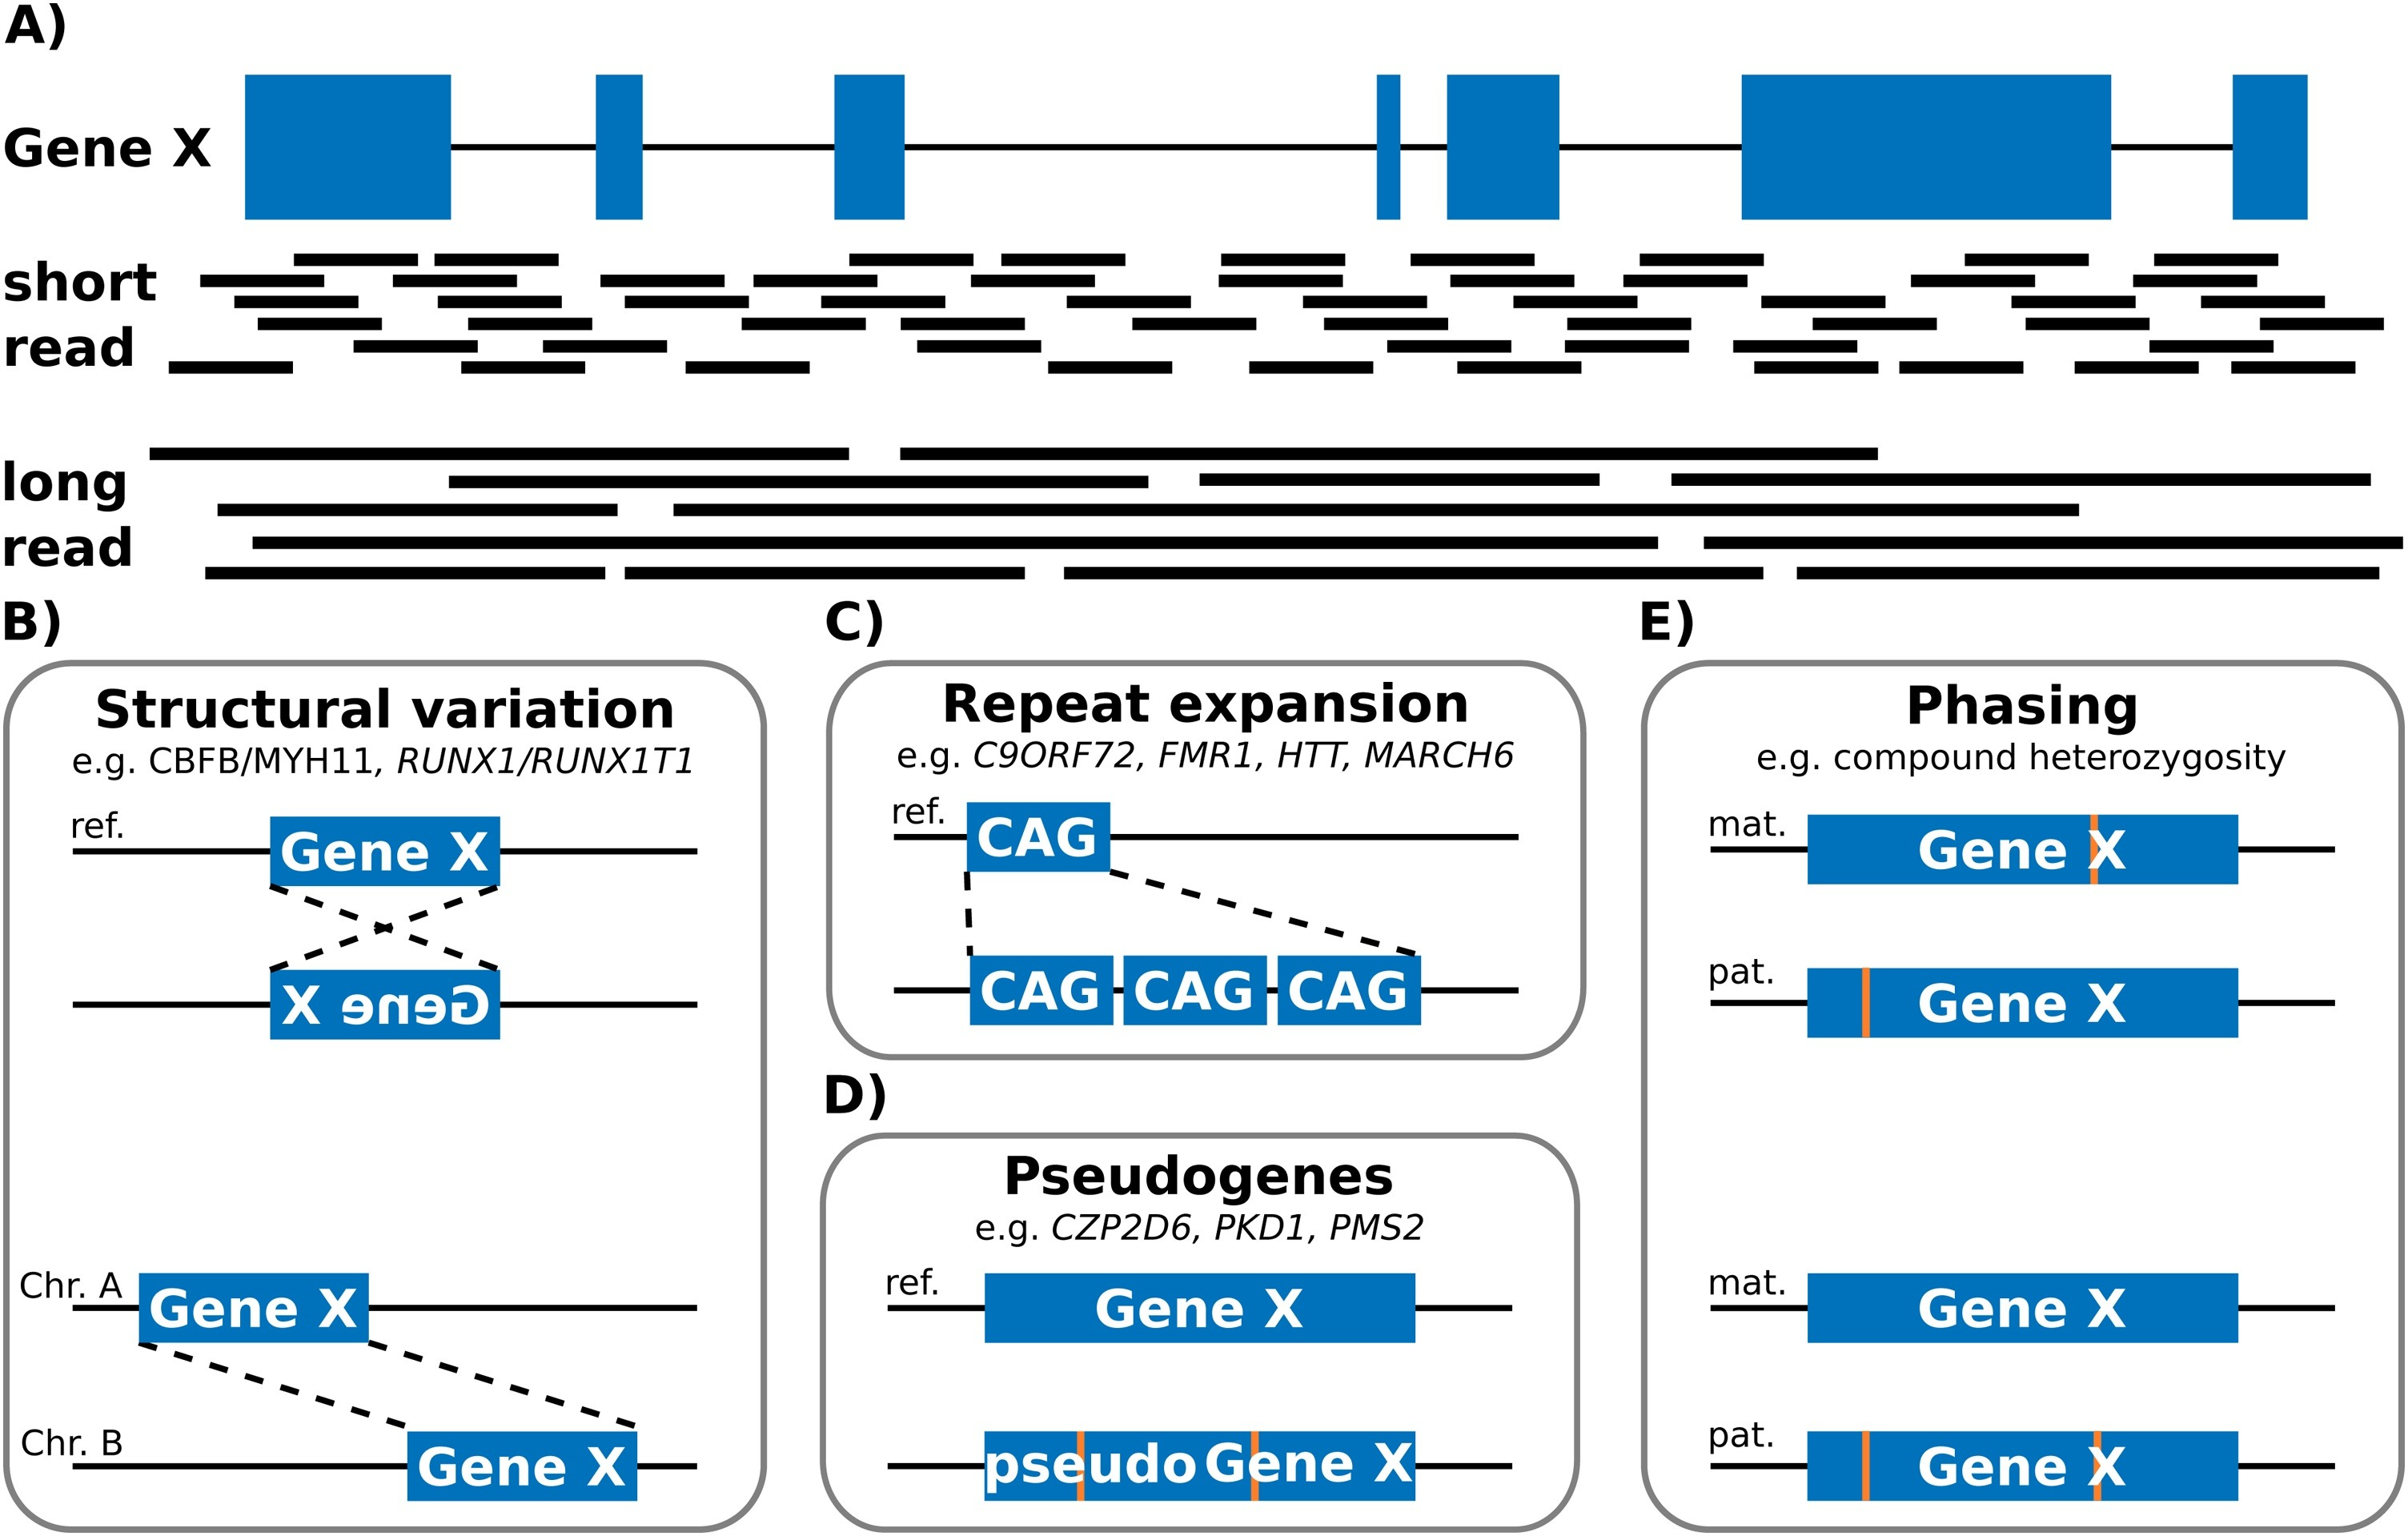 A)
Gene X
short
read
long
read
B)
Structural variation
e.g. CBFB/MYH11, RUNX1/RUNX1T1
ref.
Gene X
Gene X
Chr. A
Gene X
Chr. B
Gene X
C)
Repeat expansion
e.g. C9ORF72, FMR1, HTT, MARCH6
ref.
CAG
CAG CAG CAG
D)
Pseudogenes
e.g. CZP2D6, PKD1, PMS2
ref.
Gene X
pseudo Gene X
E)
Phasing
e.g. compound heterozygosity
mat.
Gene X
pat.
Gene X
mat.
Gene X
pat.
Gene X